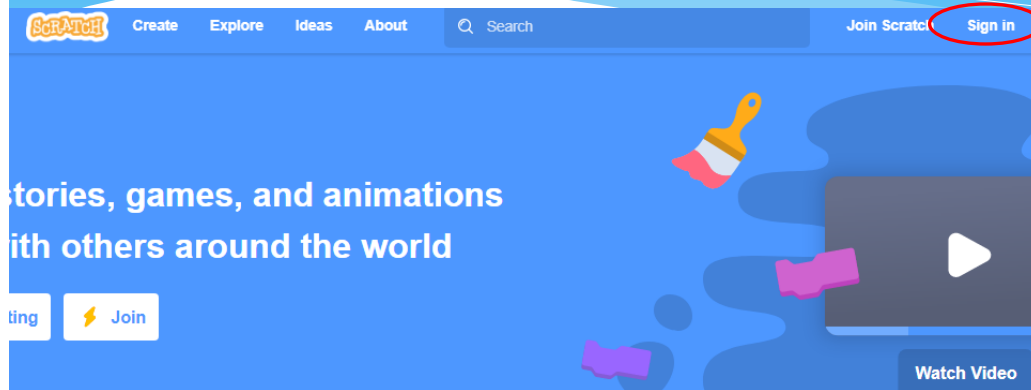 SCRATCH Create Explore Ideas About Search Join Scratch Sign in
tories, games, and animations
ith others around the world
ting Join
Watch Video